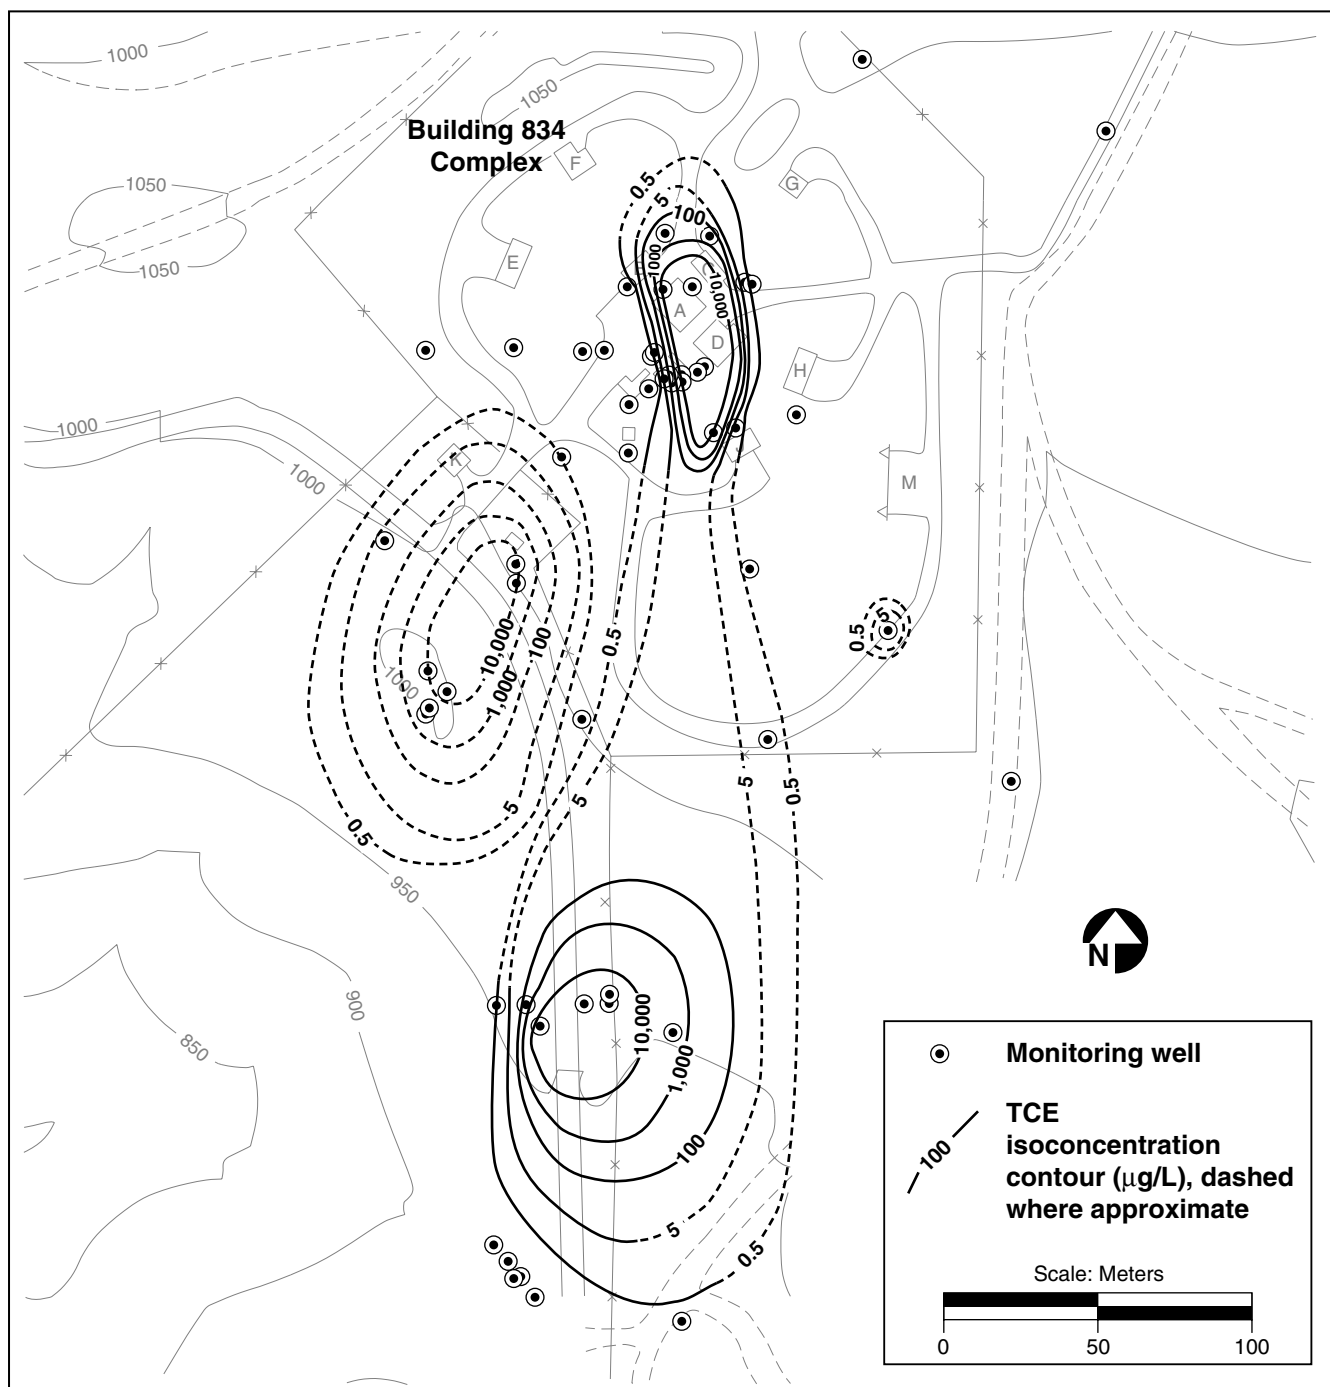 1000
1050
Building 834
Complex
F
G
1050
0.5
5
100
E
1050
1000
10,000
A
D
H
1000
K
1000
M
0.5
5
0.5
10,000
100
1000
1,000
5
5
5
0.5
0.5
950
900
850
10,000
1,000
100
5
0.5
N
Monitoring well
100
TCE
isoconcentration
contour (μg/L), dashed
where approximate
Scale: Meters
0 50 100